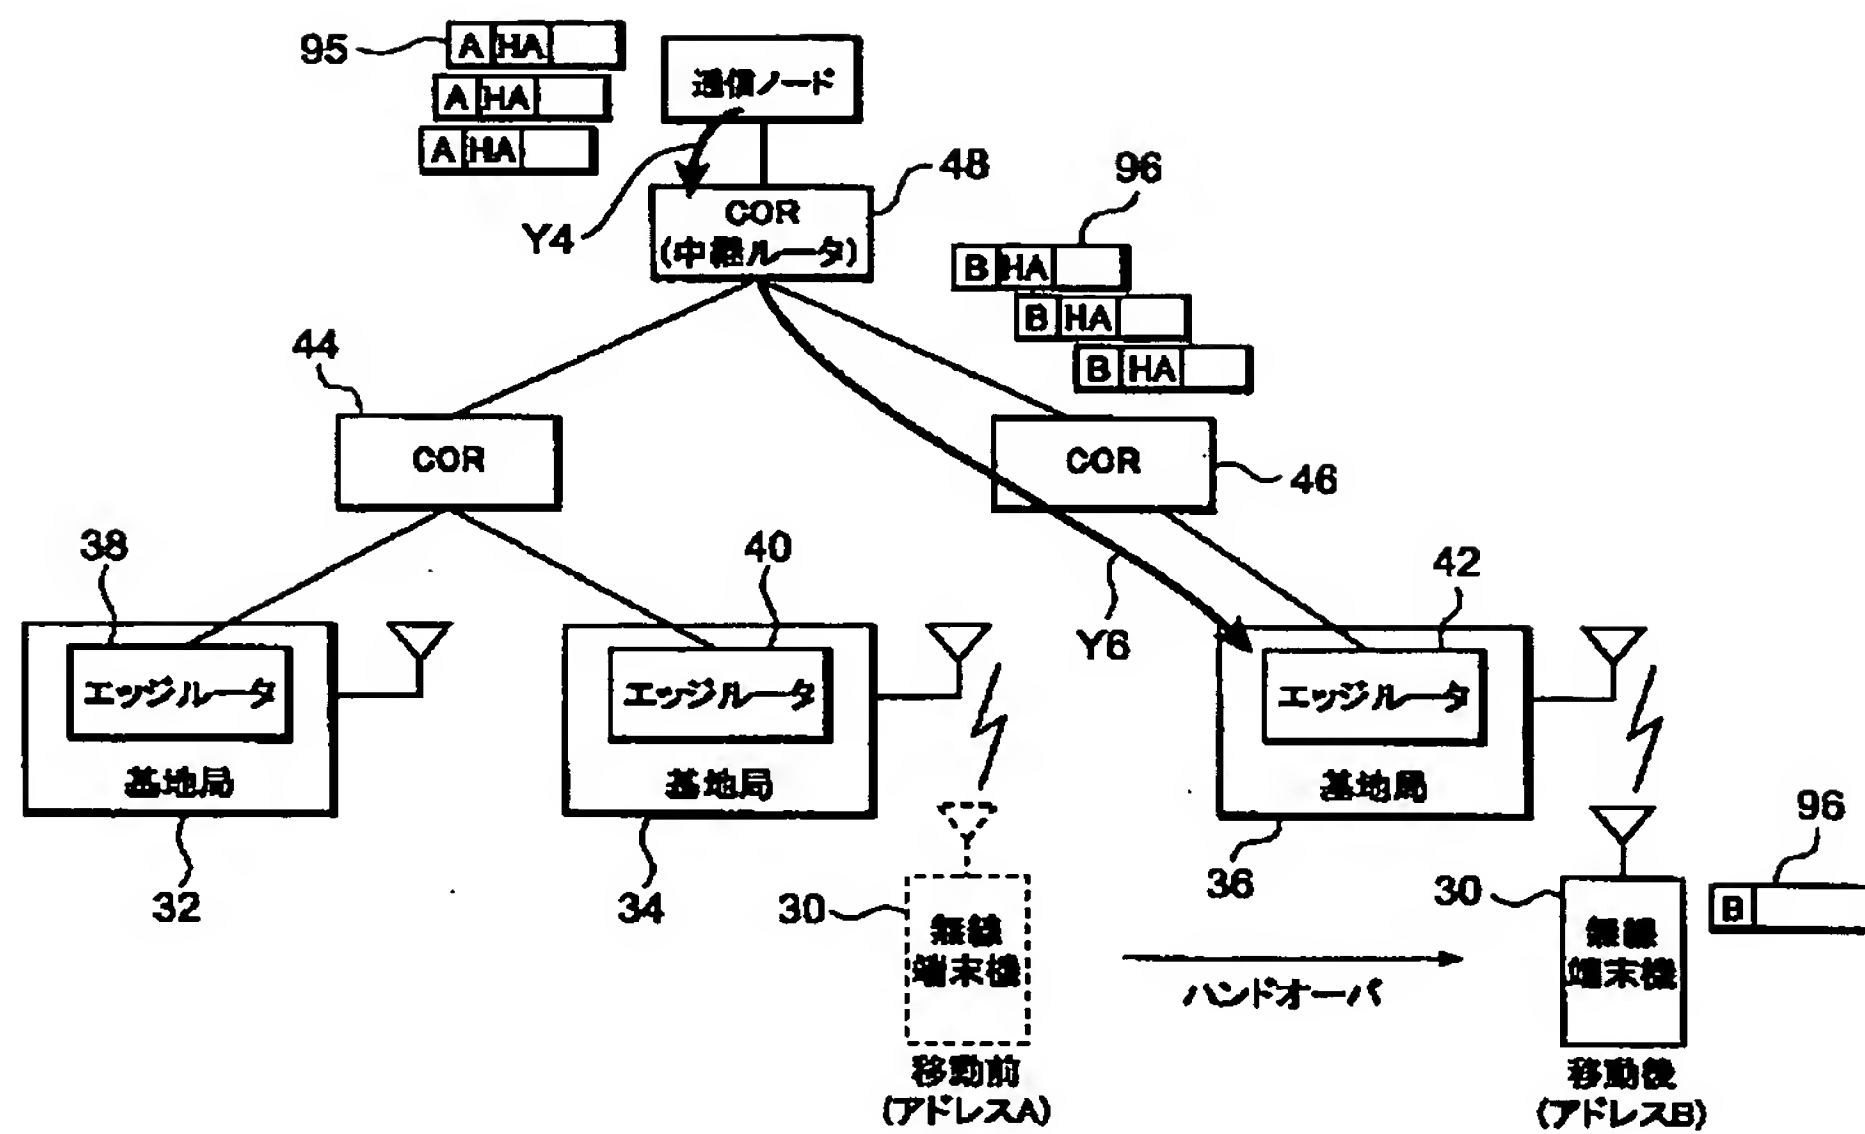 95
A HA
A HA
A HA
通信ノード
Y4
48
COR
(中継ルータ)
96
B HA
B HA
B HA
44
COR
COR
46
38
40
Y6
42
エッジルータ
基地局
エッジルータ
基地局
エッジルータ
基地局
32
34
36
30
無線
端末機
移動前
(アドレスA)
ハンドオーバ
30
無線
端末機
移動後
(アドレスB)
96
B